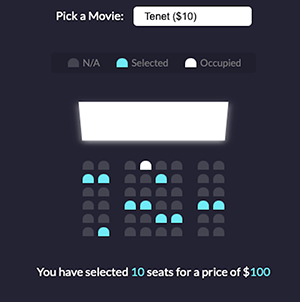 Pick a Movie: Tenet ($10)
N/A Selected Occupied
You have selected 10 seats for a price of $100